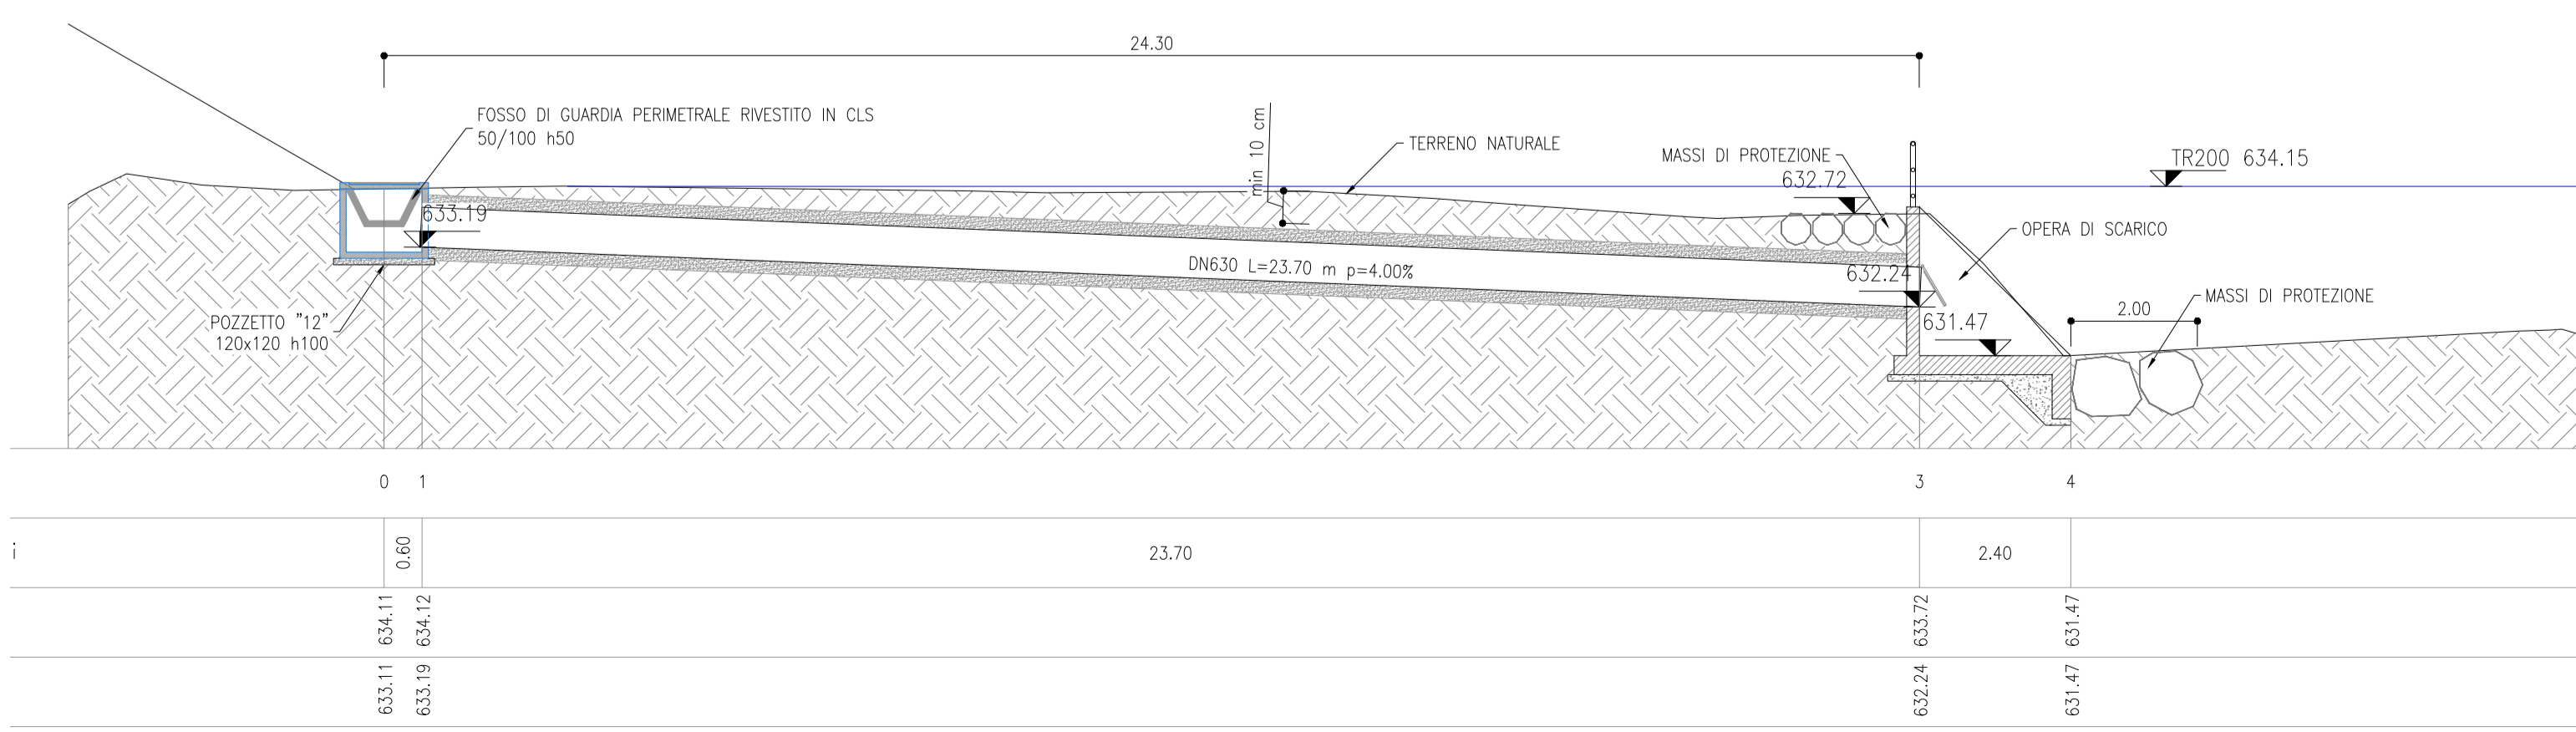 24.30
FOSSO DI GUARDIA PERIMETRALE RIVESTITO IN CLS
50/100 h50
min 10 cm
TERRENO NATURALE
MASSI DI PROTEZIONE
632.72
TR200 634.15
633.19
OPERA DI SCARICO
DN630 L=23.70 m p=4.00%
632.24
MASSI DI PROTEZIONE
2.00
631.47
POZZETTO "12"
120x120 h100
0 1 3 4
i 0.60 23.70 2.40
634.11 634.12 633.72 631.47
633.11 633.19 632.24 631.47